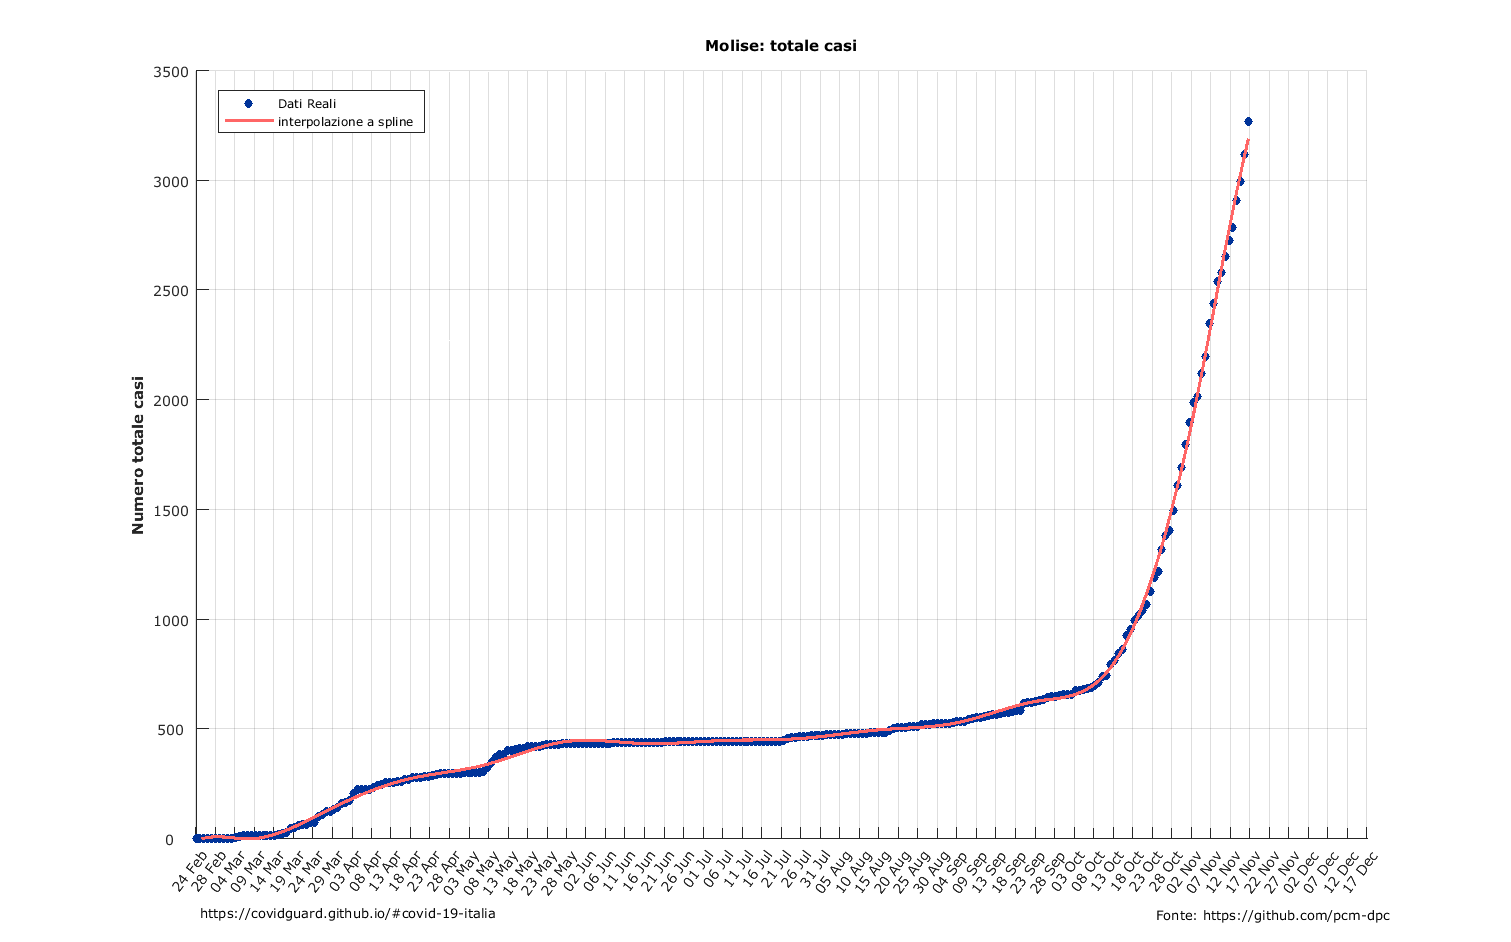 Molise: totale casi
Dati Reali
interpolazione a spline
Numero totale casi
3500
3000
2500
2000
1500
1000
500
0
24 Feb
28 Feb
04 Mar
09 Mar
14 Mar
19 Mar
24 Mar
29 Mar
03 Apr
08 Apr
13 Apr
18 Apr
23 Apr
28 Apr
03 May
08 May
13 May
18 May
23 May
28 May
02 Jun
06 Jun
11 Jun
16 Jun
21 Jun
26 Jun
01 Jul
06 Jul
11 Jul
16 Jul
21 Jul
26 Jul
31 Jul
05 Aug
10 Aug
15 Aug
20 Aug
25 Aug
30 Aug
04 Sep
09 Sep
13 Sep
18 Sep
23 Sep
28 Sep
03 Oct
08 Oct
13 Oct
18 Oct
23 Oct
28 Oct
02 Nov
07 Nov
12 Nov
17 Nov
22 Nov
27 Nov
02 Dec
07 Dec
12 Dec
17 Dec
https://covidguard.github.io/#covid-19-italia
Fonte: https://github.com/pcm-dpc